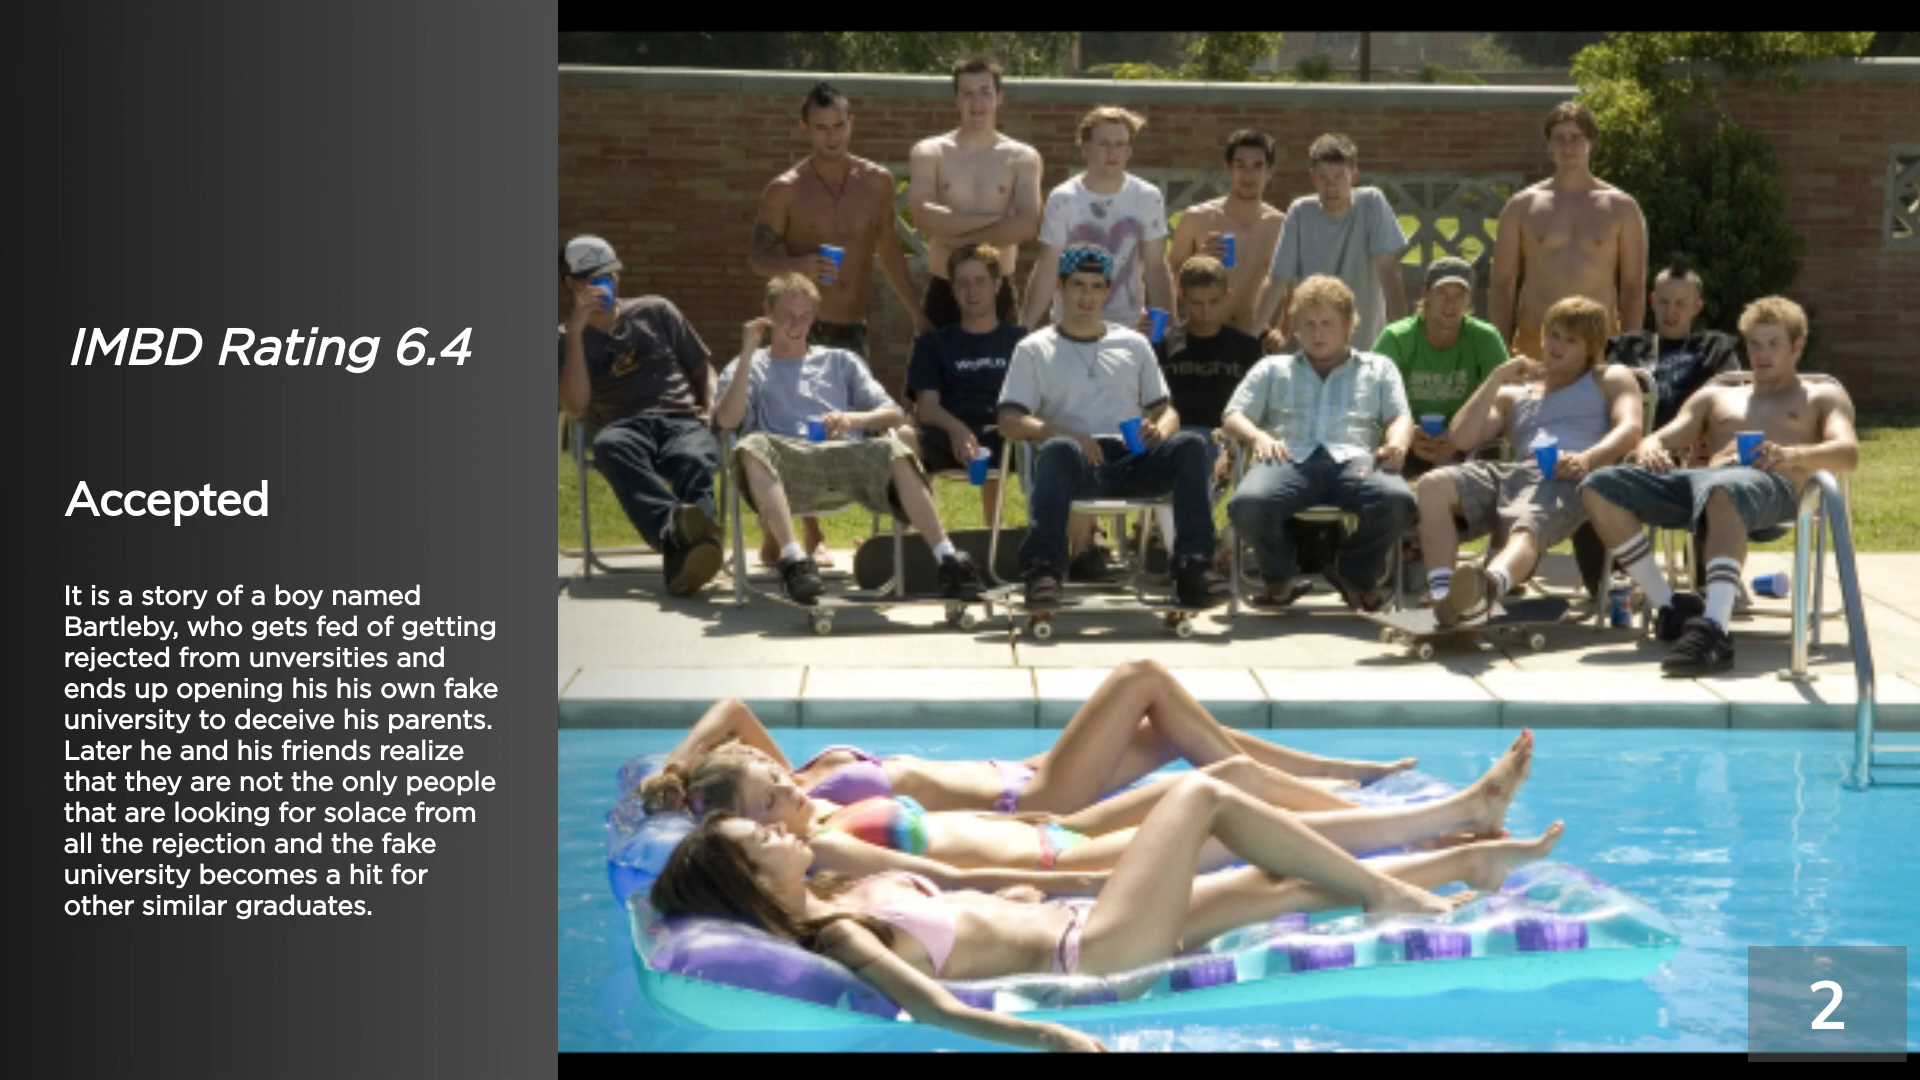 IMBD Rating 6.4
Accepted
It is a story of a boy named
Bartleby, who gets fed of getting
rejected from unversities and
ends up opening his his own fake
university to deceive his parents.
Later he and his friends realize
that they are not the only people
that are looking for solace from
all the rejection and the fake
university becomes a hit for
other similar graduates.
WORLD
2